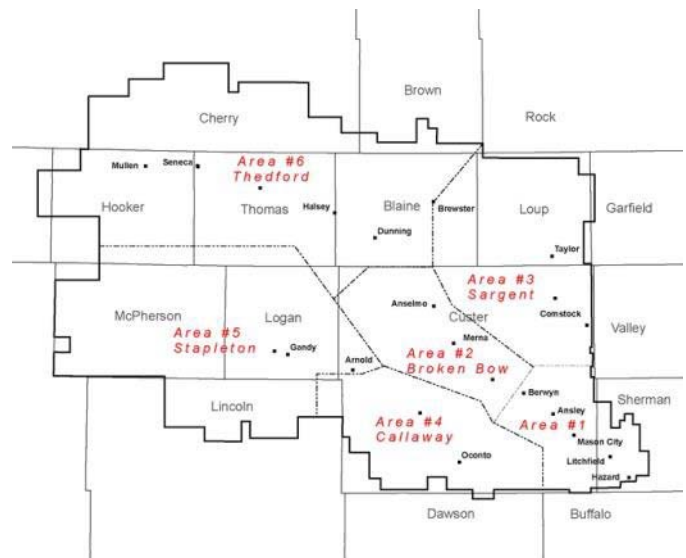 Brown
Cherry
Rock
Mullen
Seneca
Area #6
Thedford
Hooker
Thomas
Halsey
Blaine
Brewster
Loup
Garfield
Dunning
Taylor
Area #3
Sargent
McPherson
Logan
Anselmo
Custer
Comstock
Valley
Area #5
Stapleton
Gandy
Merna
Arnold
Area #2
Broken Bow
Berwyn
Sherman
Lincoln
Area #4
Callaway
Ansley
Area #1
Mason City
Oconto
Litchfield
Hazard
Dawson
Buffalo